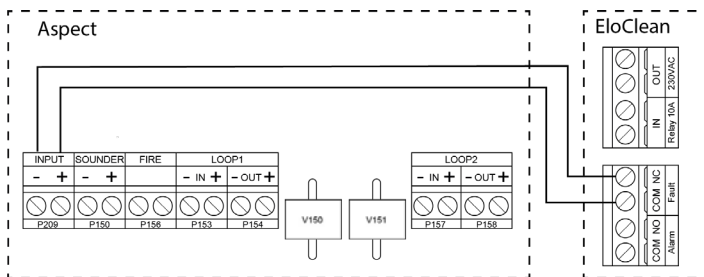 Aspect
EloClean
OUT
230VAC
IN
Relay 10A
INPUT SOUNDER FIRE LOOP1 LOOP2
- + - + - IN + - OUT + - IN + - OUT +
P209 P150 P156 P153 P154 V150 V151 P157 P158
COM NC
Fault
COM NO
Alarm